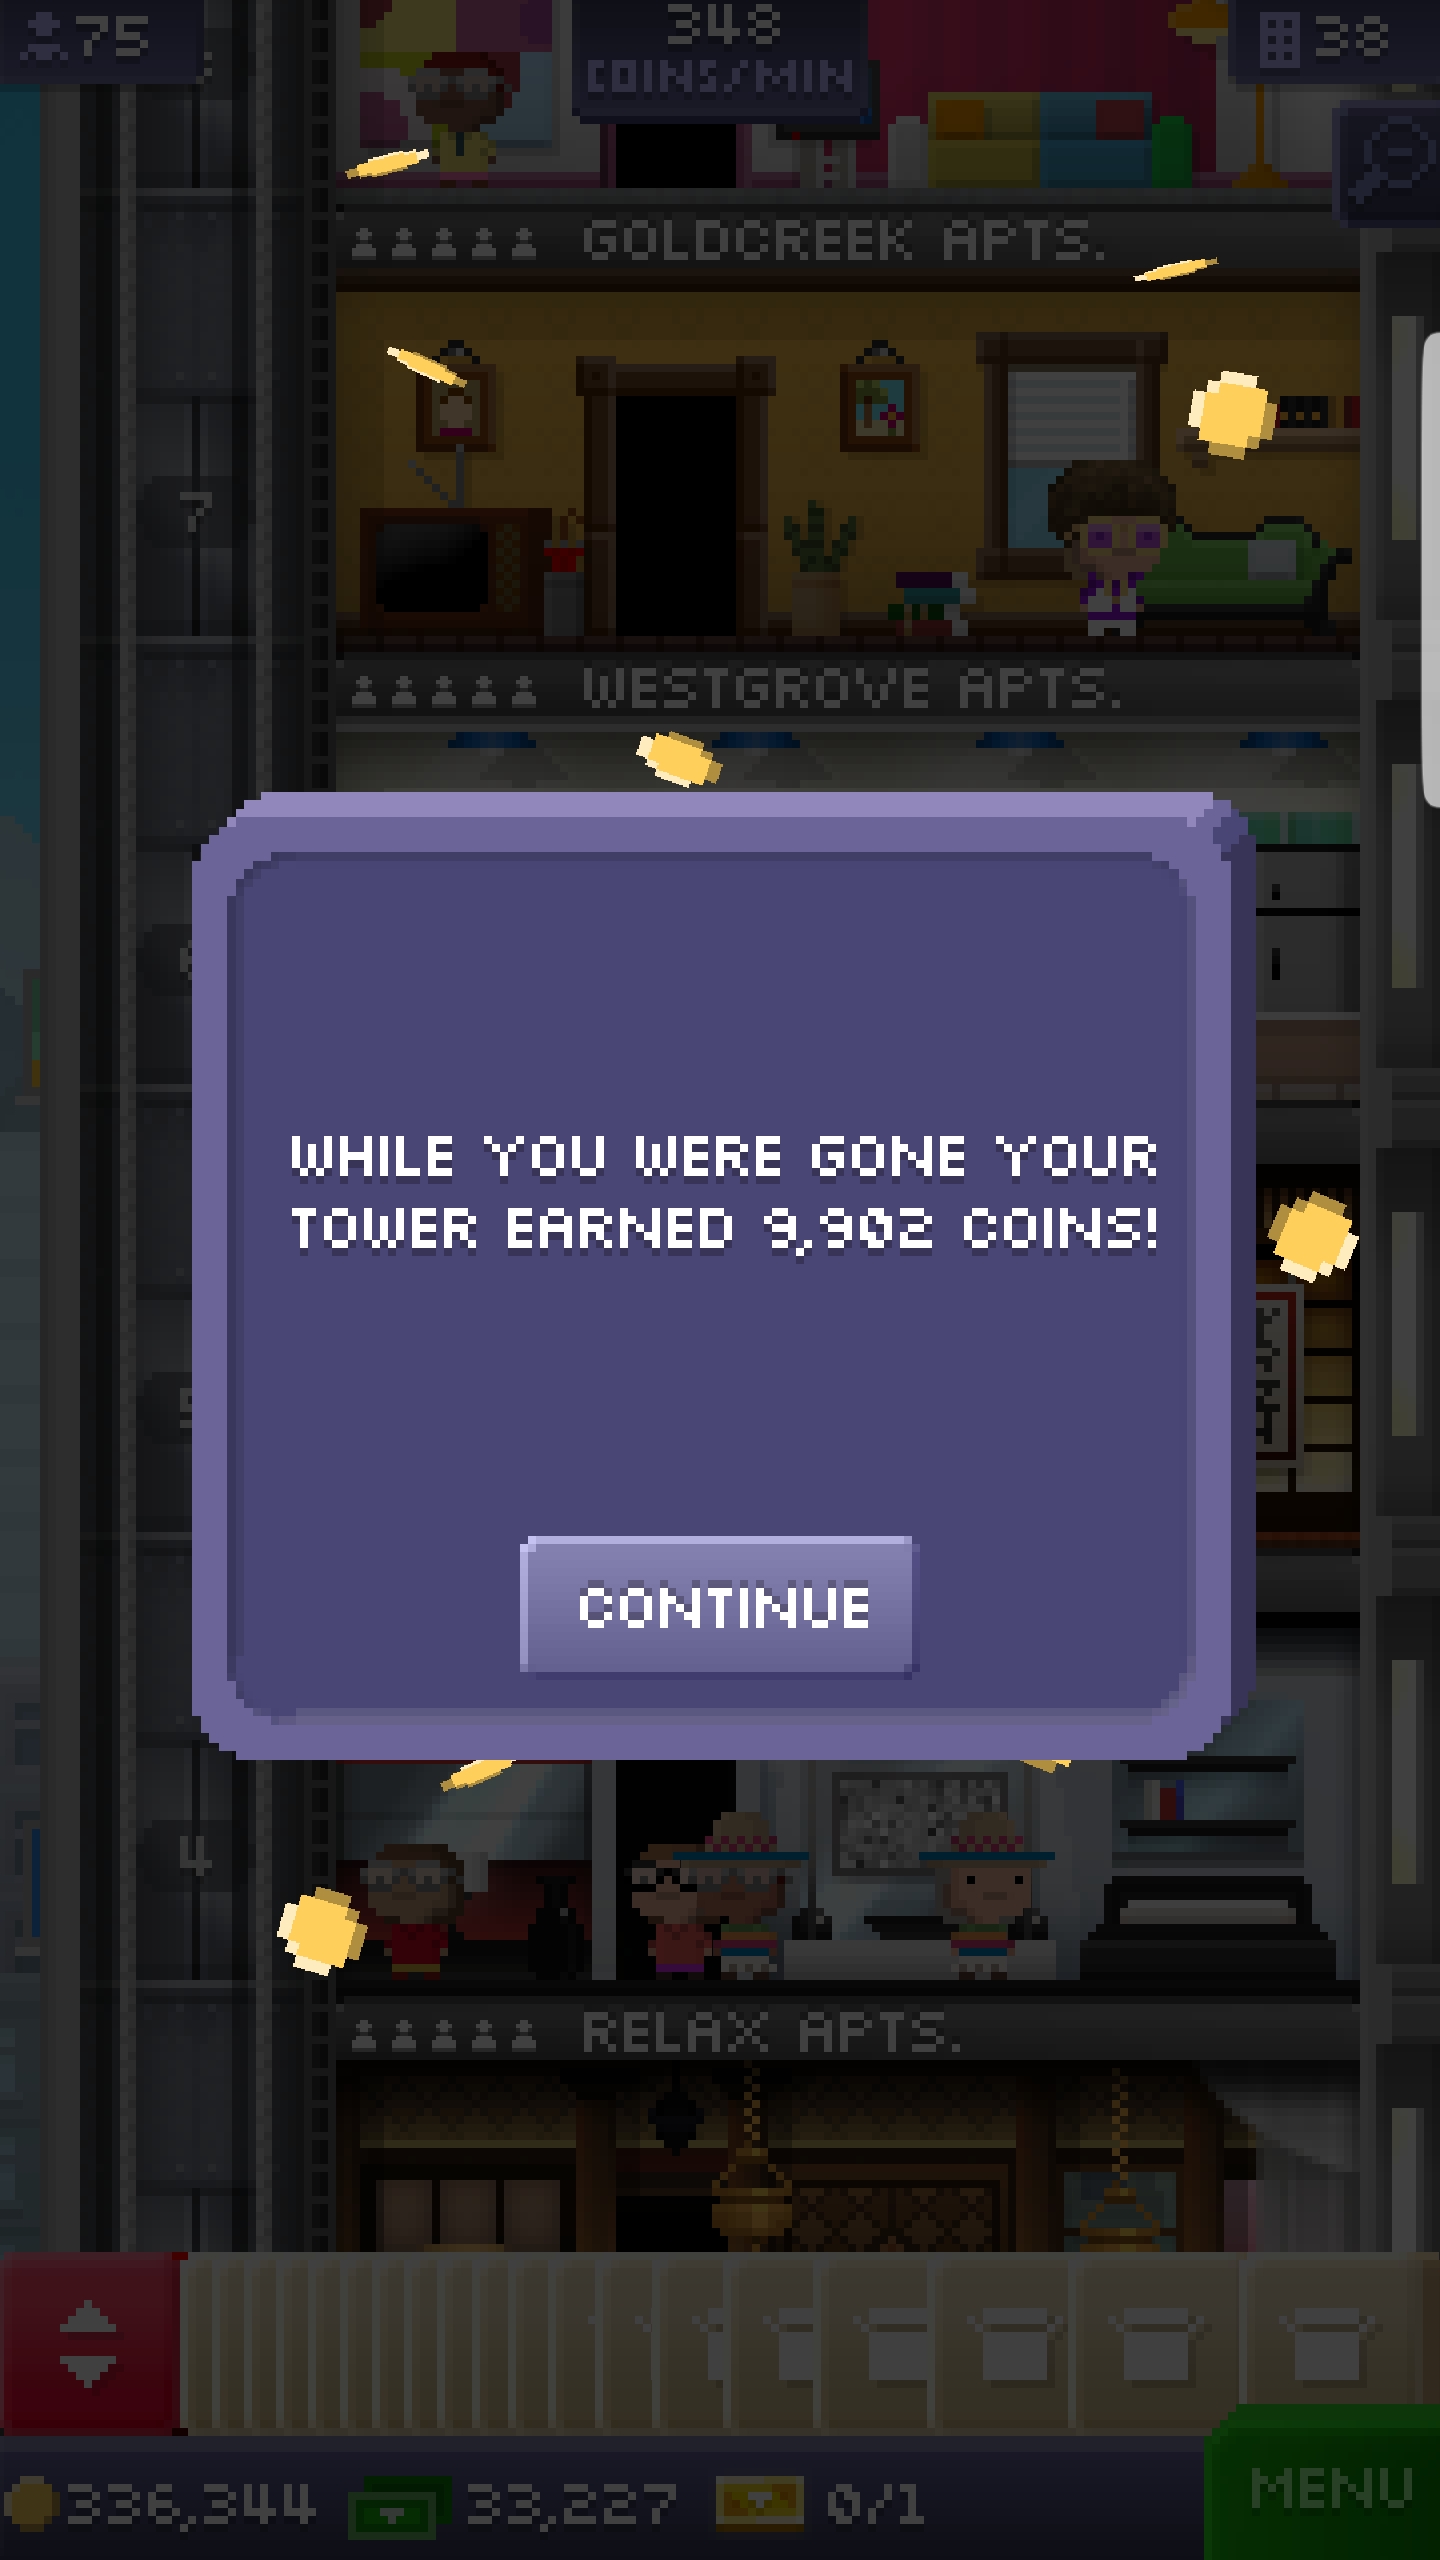 75
348
COINS/MIN
38
GOLDCREEK APTS.
7
WESTGROVE APTS.
WHILE YOU WERE GONE YOUR
TOWER EARNED 9,902 COINS!
CONTINUE
4
RELAX APTS.
336,344
33,227
0/1
MENU